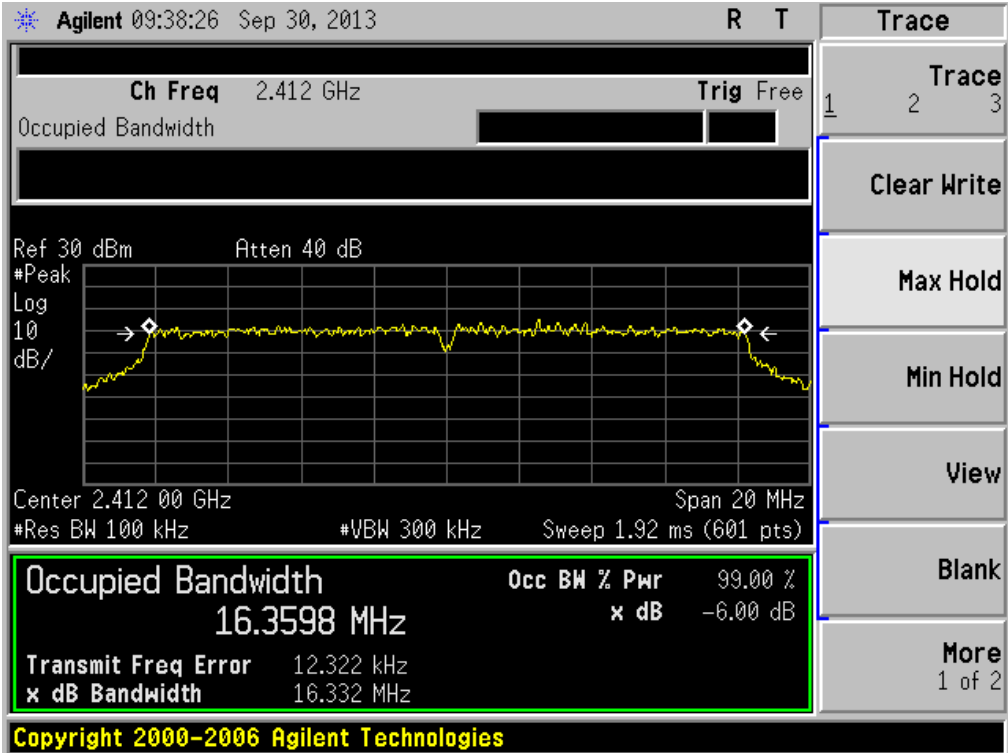 Agilent 09:38:26 Sep 30, 2013 R T
Ch Freq 2.412 GHz Trig Free
Occupied Bandwidth
Ref 30 dBm Atten 40 dB
#Peak
Log
10
dB/
Center 2.412 00 GHz Span 20 MHz
#Res BW 100 kHz #VBW 300 kHz Sweep 1.92 ms (601 pts)
Occupied Bandwidth Occ BW % Pwr 99.00 %
16.3598 MHz x dB -6.00 dB
Transmit Freq Error 12.322 kHz
x dB Bandwidth 16.332 MHz
Copyright 2000-2006 Agilent Technologies
Trace
Trace
1 2 3
Clear Write
Max Hold
Min Hold
View
Blank
More
1 of 2